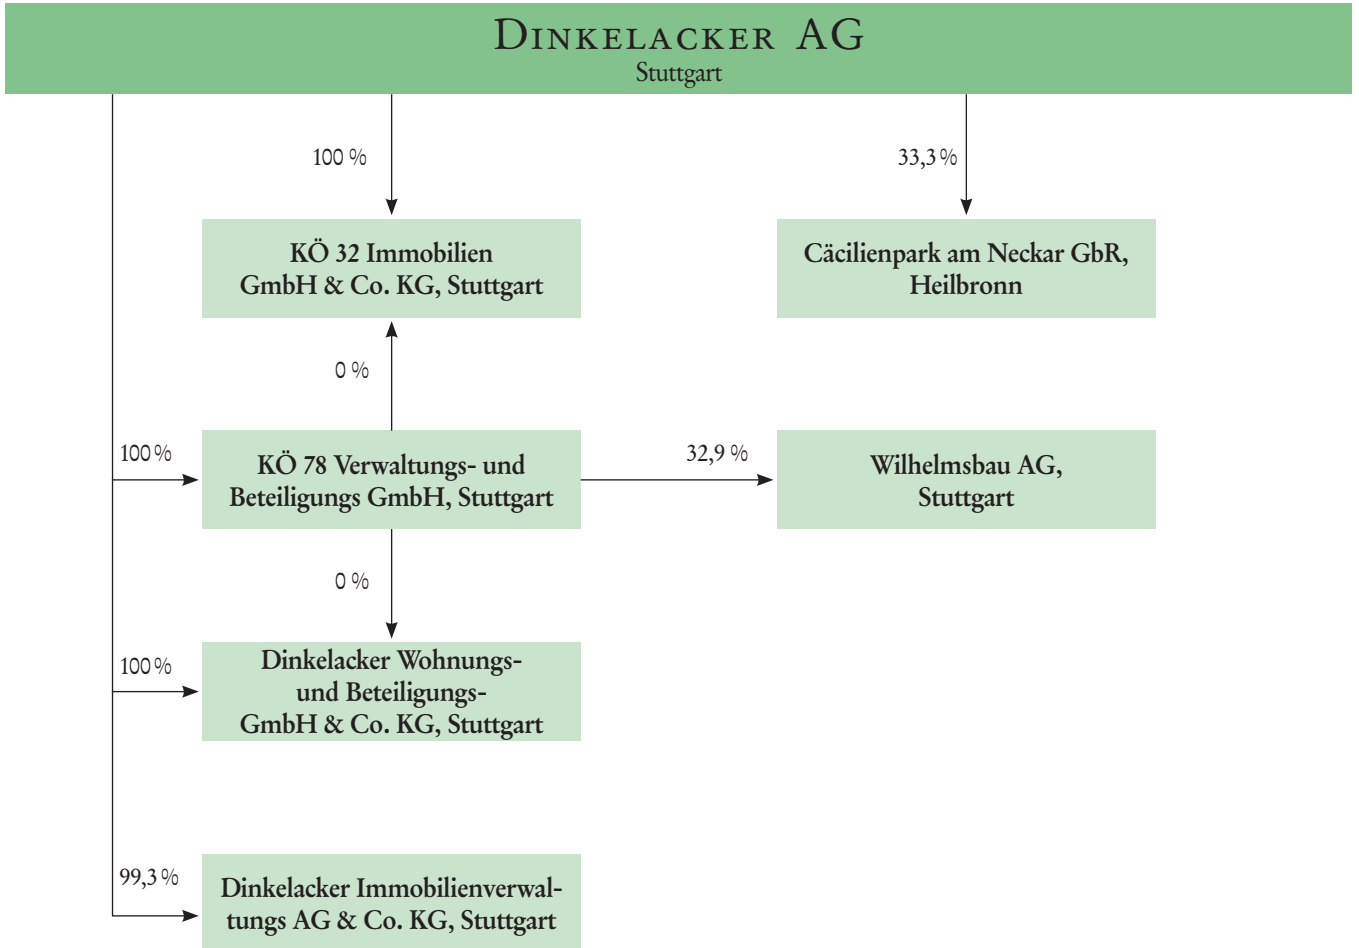 DINKELACKER AG
Stuttgart
100 %
33,3 %
KÖ 32 Immobilien
GmbH & Co. KG, Stuttgart
Cäcilienpark am Neckar GbR,
Heilbronn
0 %
100 %
KÖ 78 Verwaltungs- und
Beteiligungs GmbH, Stuttgart
32,9 %
Wilhelmsbau AG,
Stuttgart
0 %
100 %
Dinkelacker Wohnungs-
und Beteiligungs-
GmbH & Co. KG, Stuttgart
99,3 %
Dinkelacker Immobilienverwal-
tungs AG & Co. KG, Stuttgart